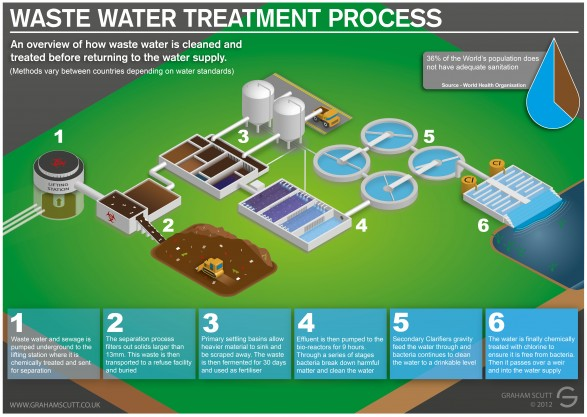 WASTE WATER TREATMENT PROCESS
An overview of how waste water is cleaned and
treated before returning to the water supply.
(Methods vary between countries depending on water standards)
36% of the World's population does
not have adequate sanitation
Source - World Health Organisation
1
LIFTING
STATION
2
3
4
5
6
Cl
Cl
1
Waste water and sewage is
pumped underground to the
lifting station where it is
chemically treated and sent
for separation
2
The separation process
filters out solids larger than
13mm. This waste is then
transported to a refuse facility
and buried
3
Primary settling basins allow
heavier material to sink and
be scraped away. The waste
is then fermented for 30 days
and used as fertiliser
4
Effluent is then pumped to the
bio-reactors for 9 hours.
Through a series of stages
bacteria break down harmful
matter and clean the water
5
Secondary Clarifiers gravity
feed the water through and
bacteria continues to clean
the water to a drinkable level
6
The water is finally chemically
treated with chlorine to
ensure it is free from bacteria.
Then it passes over a weir
and into the water supply
WWW.GRAHAMSCUTT.CO.UK
GRAHAM SCUTT
© 2012